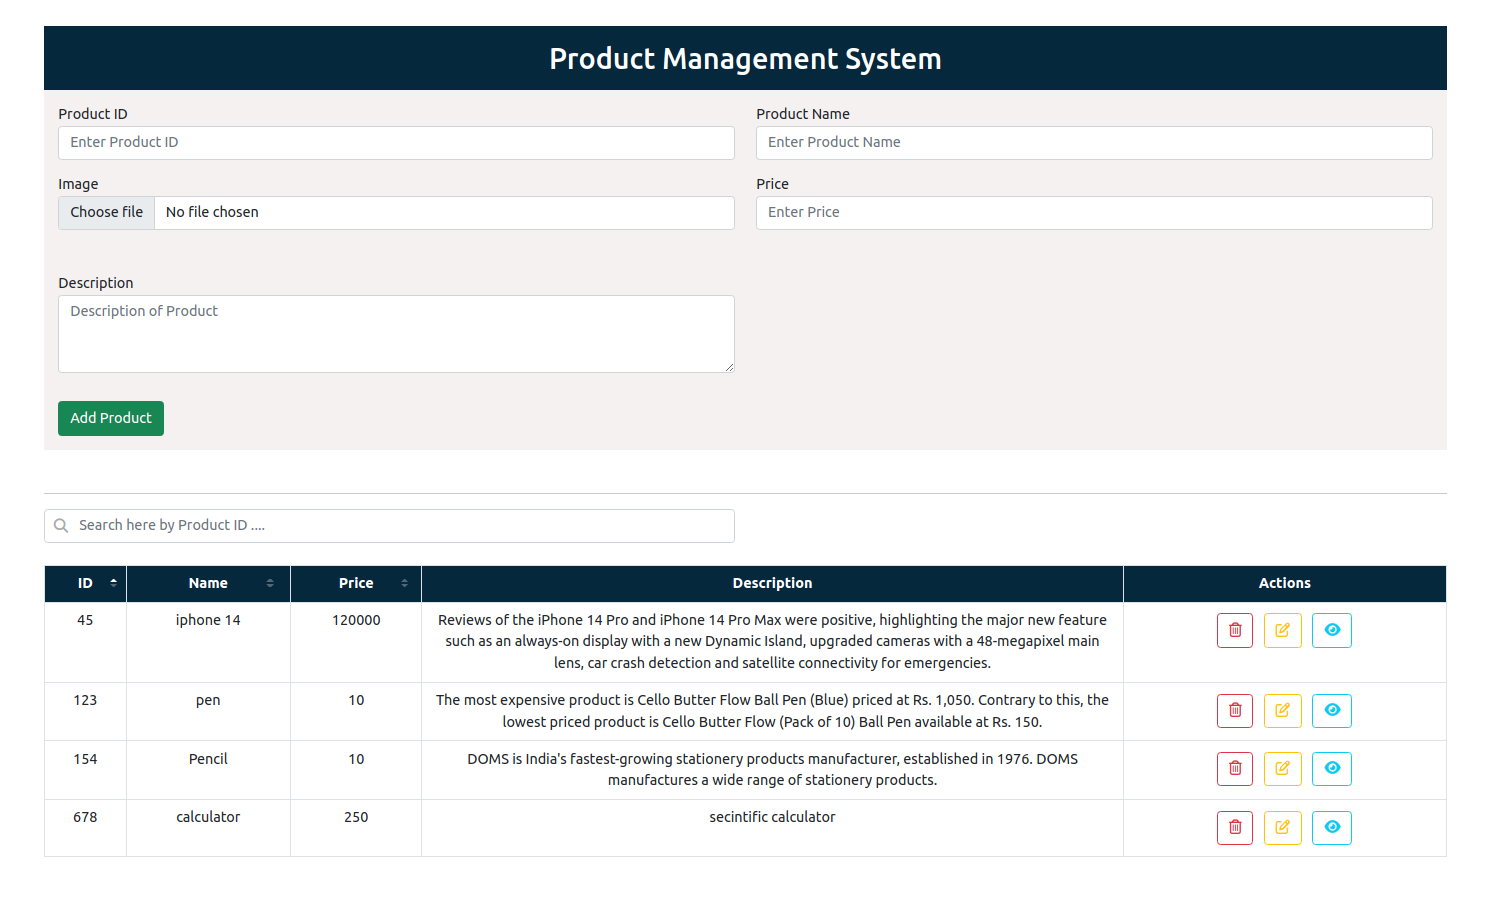 Product Management System
Product ID
Product Name
Enter Product ID
Enter Product Name
Image
Price
Choose file No file chosen
Enter Price
Description
Description of Product
Add Product
Search here by Product ID ....
ID Name Price Description Actions
45 iphone 14 120000 Reviews of the iPhone 14 Pro and iPhone 14 Pro Max were positive, highlighting the major new feature
such as an always-on display with a new Dynamic Island, upgraded cameras with a 48-megapixel main
lens, car crash detection and satellite connectivity for emergencies.
123 pen 10 The most expensive product is Cello Butter Flow Ball Pen (Blue) priced at Rs. 1,050. Contrary to this, the
lowest priced product is Cello Butter Flow (Pack of 10) Ball Pen available at Rs. 150.
154 Pencil 10 DOMS is India's fastest-growing stationery products manufacturer, established in 1976. DOMS
manufactures a wide range of stationery products.
678 calculator 250 secintific calculator